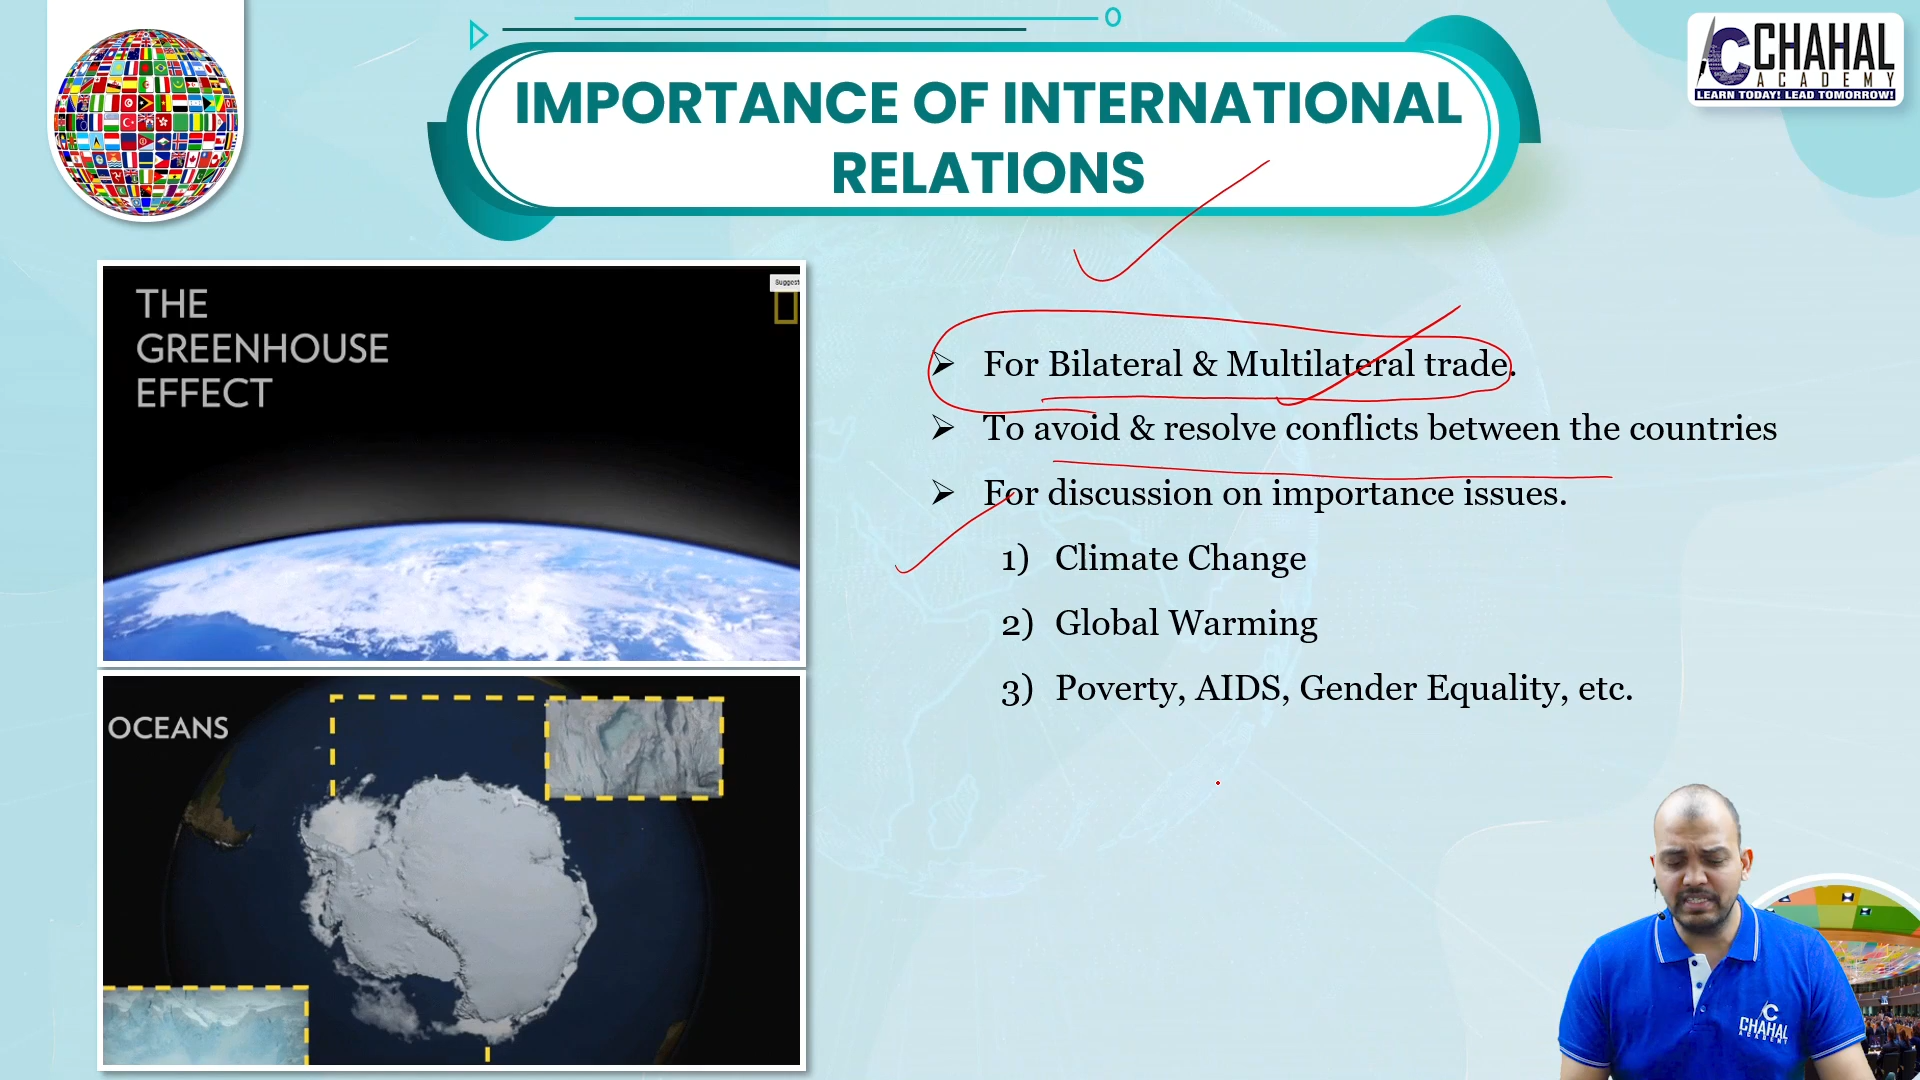 IMPORTANCE OF INTERNATIONAL
RELATIONS
CHAHAL
ACADEMY
LEARN TODAY! LEAD TOMORROW!
THE
GREENHOUSE
EFFECT
Suggest
OCEANS
➢ For Bilateral & Multilateral trade.
➢ To avoid & resolve conflicts between the countries
➢ For discussion on importance issues.
1) Climate Change
2) Global Warming
3) Poverty, AIDS, Gender Equality, etc.
CHAHAL
ACADEMY